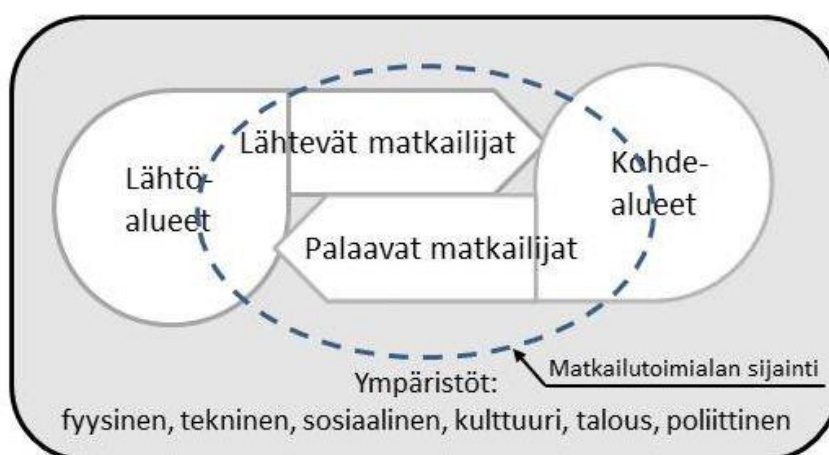 Lähtevät matkailijat
Lähtö-
alueet
Kohde-
alueet
Palaavat matkailijat
Matkailutoimialan sijainti
Ympäristöt:
fyysinen, tekninen, sosiaalinen, kulttuuri, talous, poliittinen